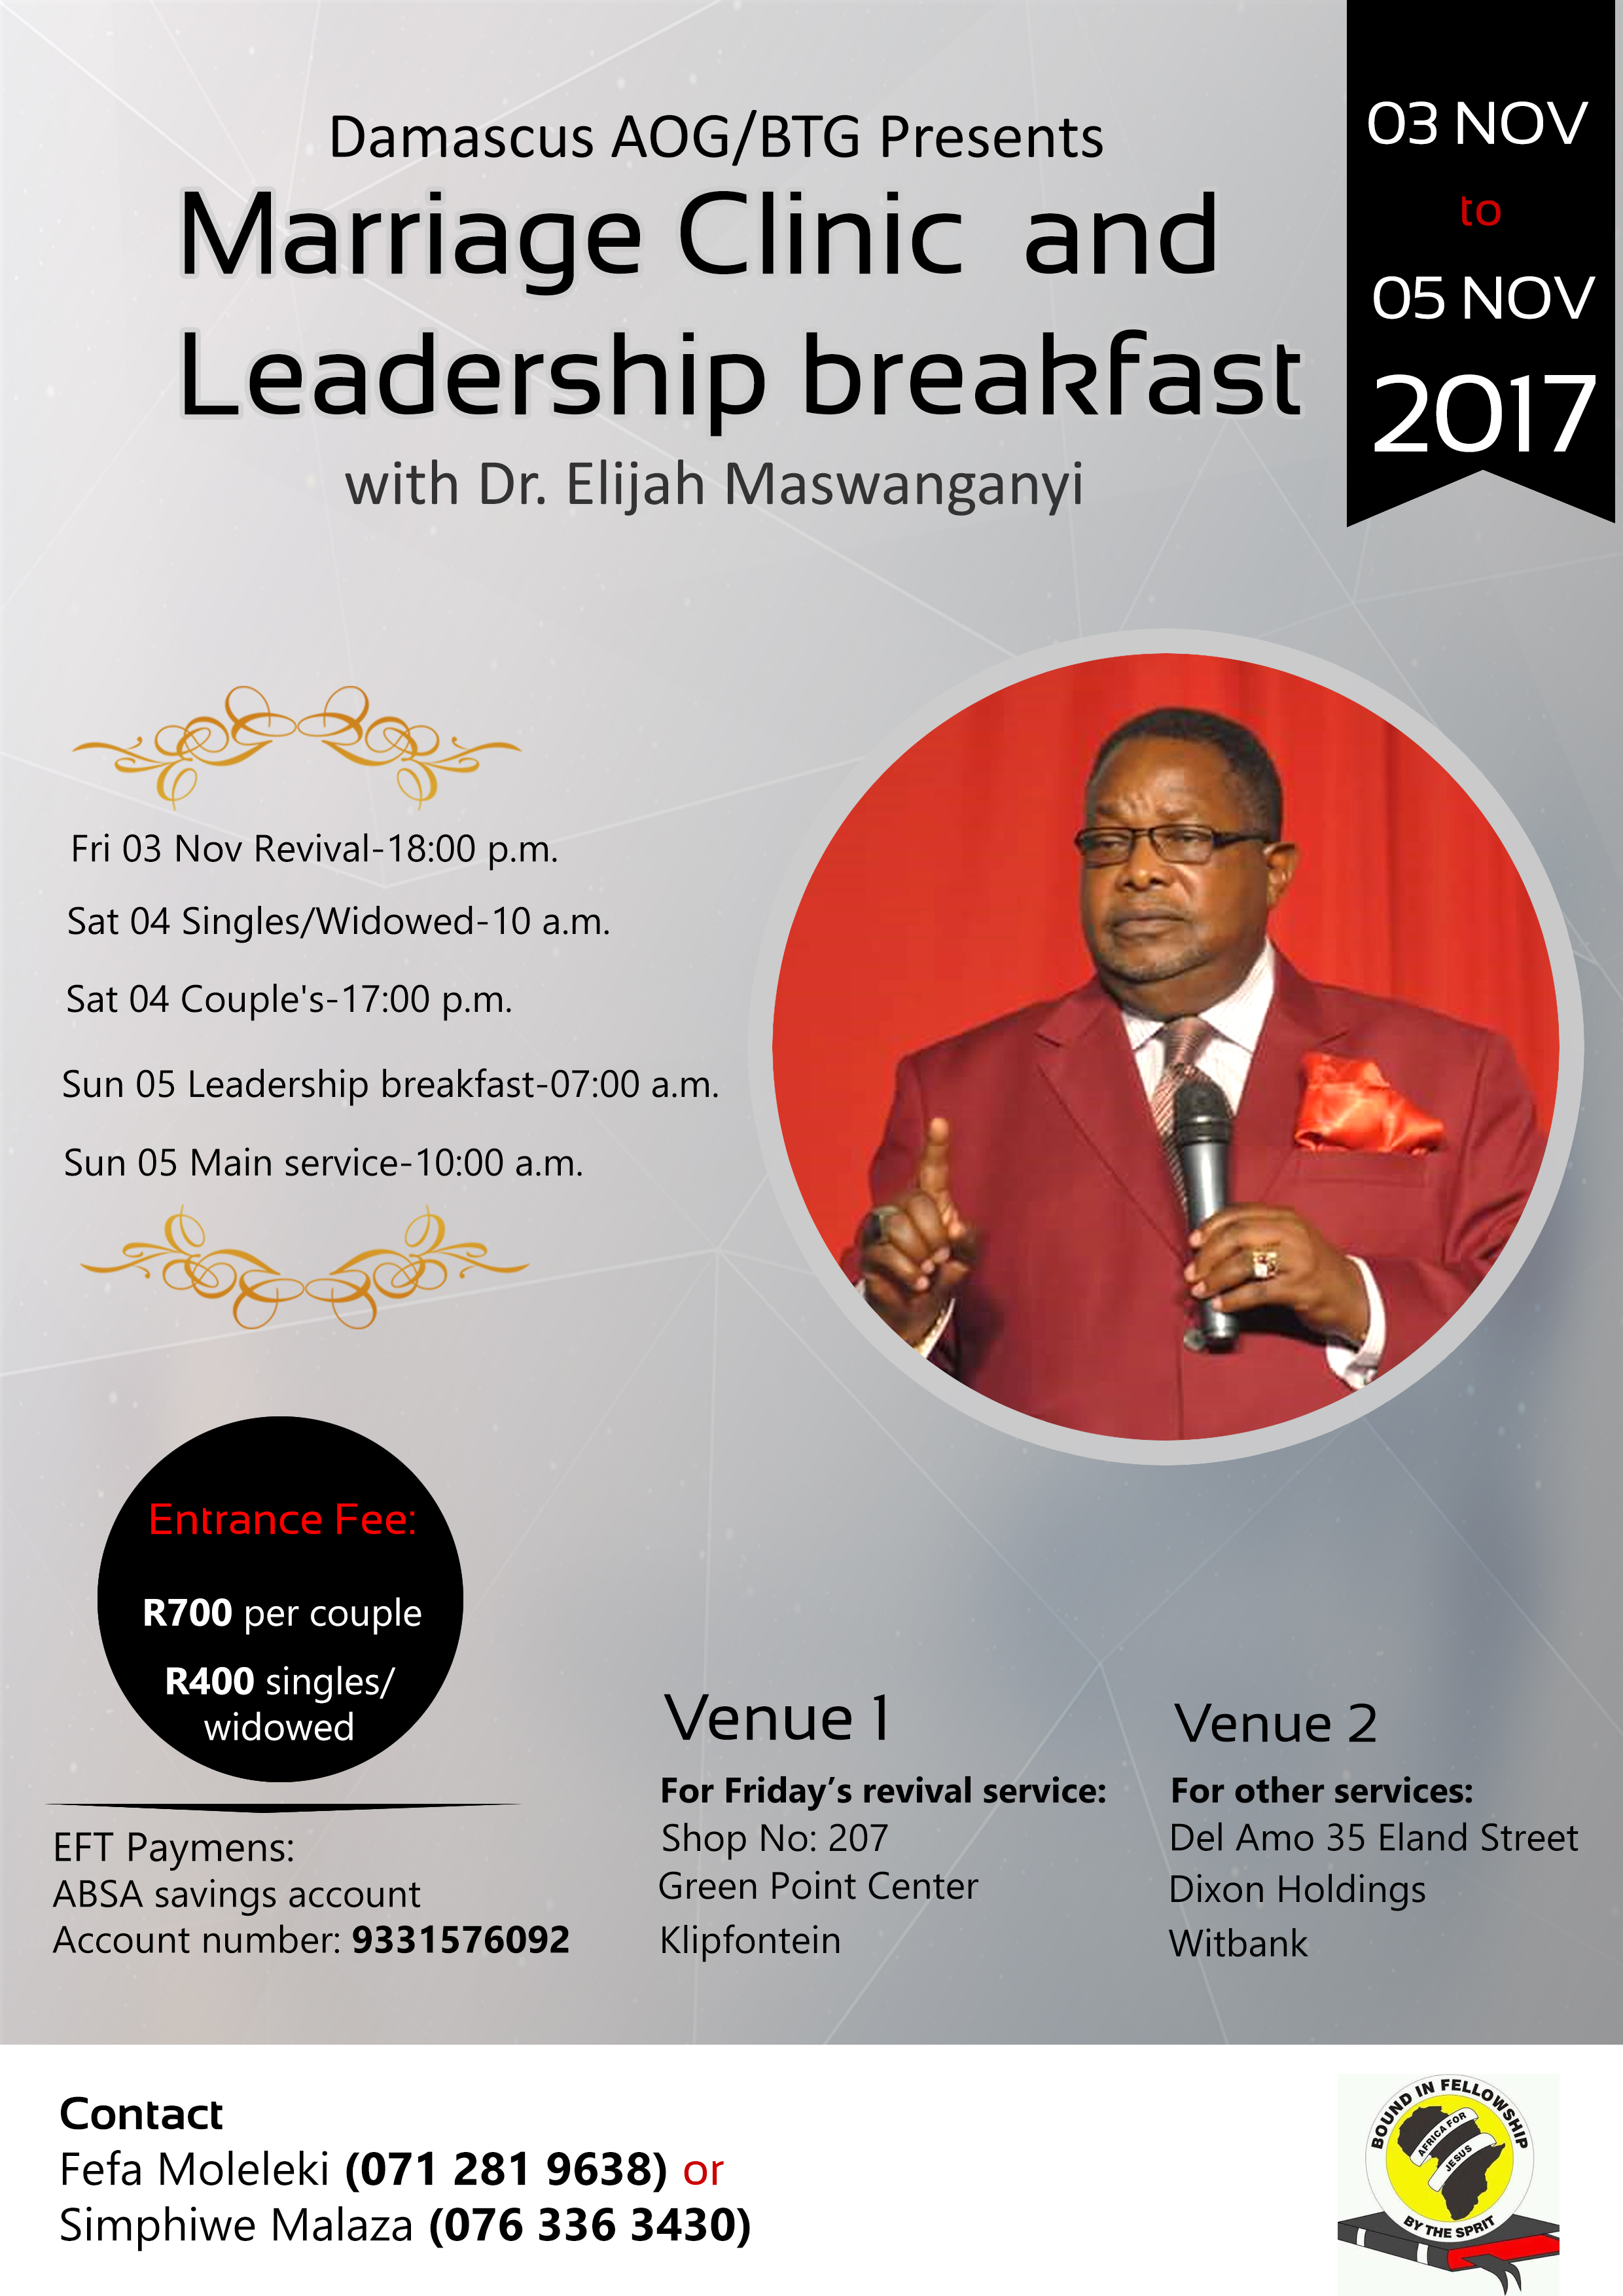 Damascus AOG/BTG Presents
Marriage Clinic and
Leadership breakfast
with Dr. Elijah Maswanganyi
03 NOV
to
05 NOV
2017
Fri 03 Nov Revival-18:00 p.m.
Sat 04 Singles/Widowed-10 a.m.
Sat 04 Couple's-17:00 p.m.
Sun 05 Leadership breakfast-07:00 a.m.
Sun 05 Main service-10:00 a.m.
Entrance Fee:
R700 per couple
R400 singles/
widowed
EFT Paymens:
ABSA savings account
Account number: 9331576092
Venue 1
For Friday’s revival service:
Shop No: 207
Green Point Center
Klipfontein
Venue 2
For other services:
Del Amo 35 Eland Street
Dixon Holdings
Witbank
Contact
Fefa Moleleki (071 281 9638) or
Simphiwe Malaza (076 336 3430)
BOUND IN FELLOWSHIP
AFRICA FOR
JESUS
BY THE SPRIT